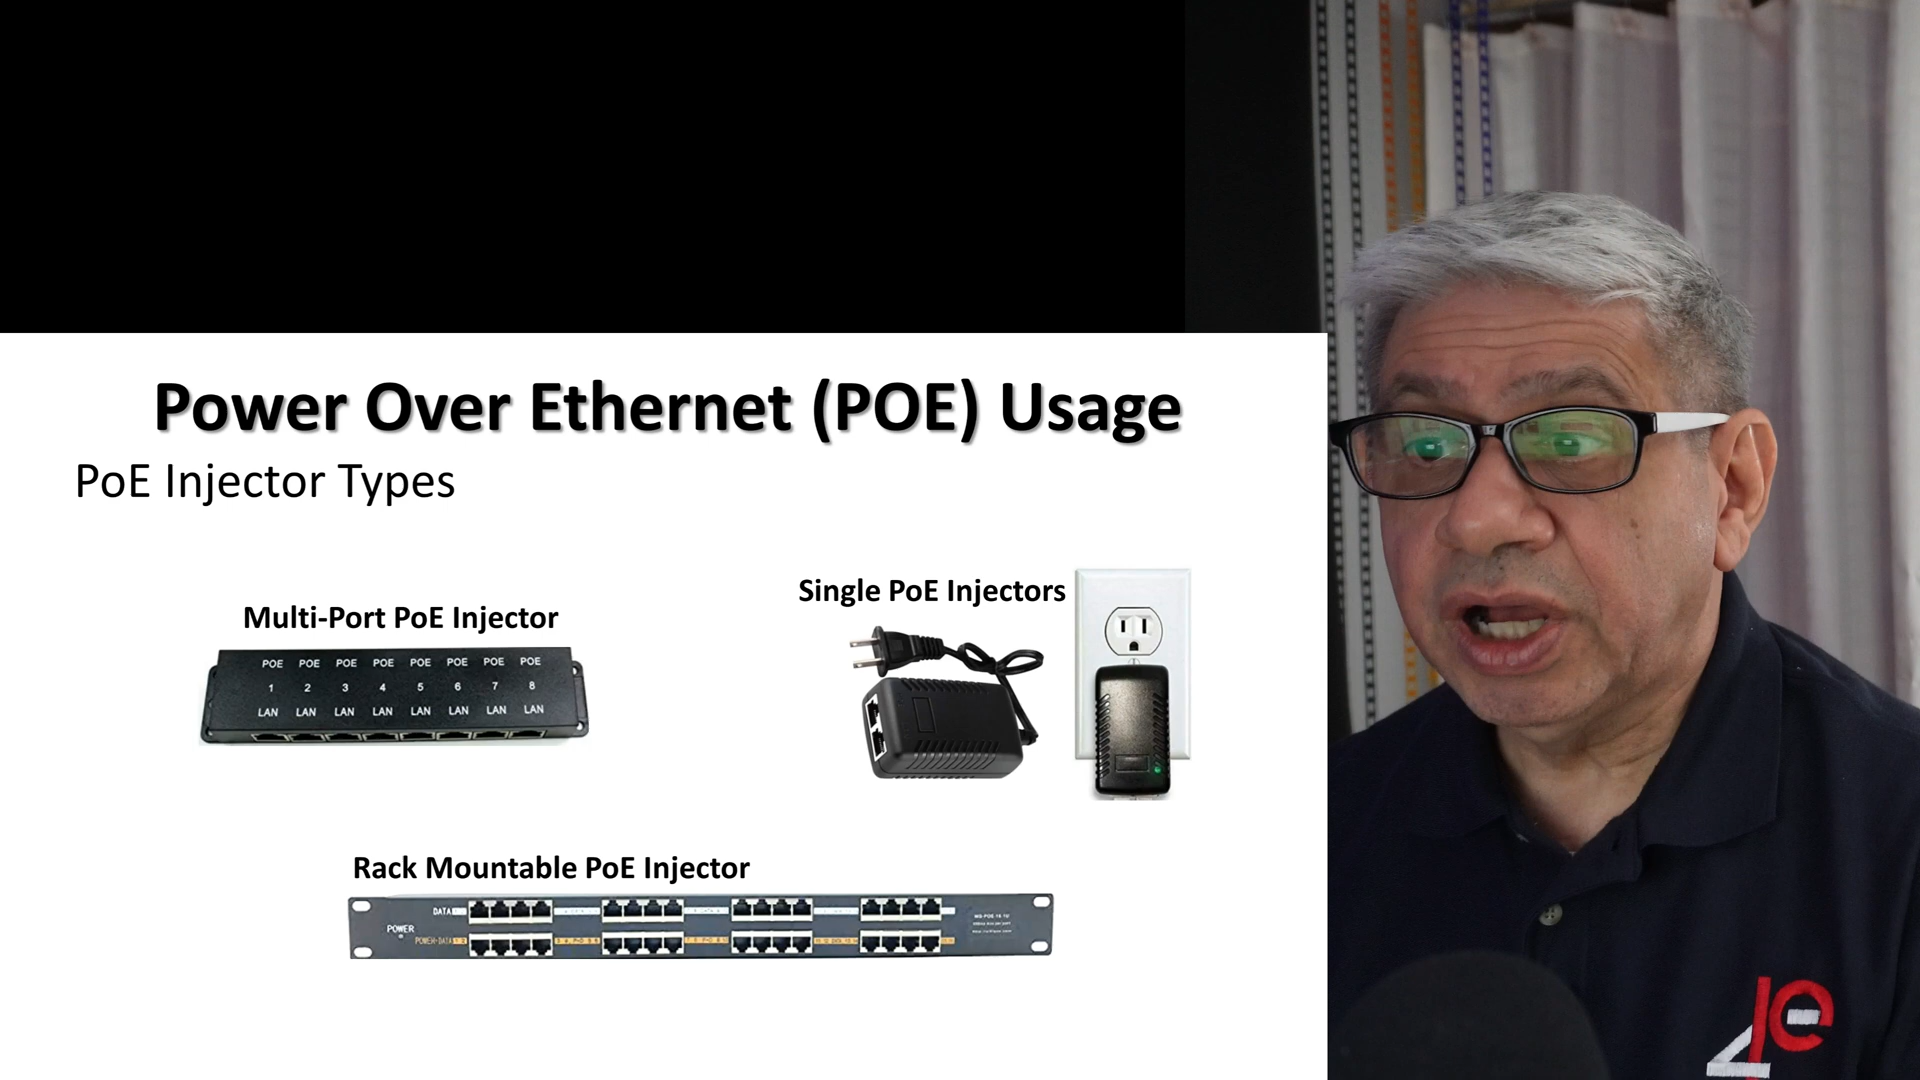 Power Over Ethernet (POE) Usage
PoE Injector Types
Single PoE Injectors
Multi-Port PoE Injector
POE POE POE POE POE POE POE POE
1 2 3 4 5 6 7 8
LAN LAN LAN LAN LAN LAN LAN LAN
Rack Mountable PoE Injector
DATA
POWER
POWER+DATA